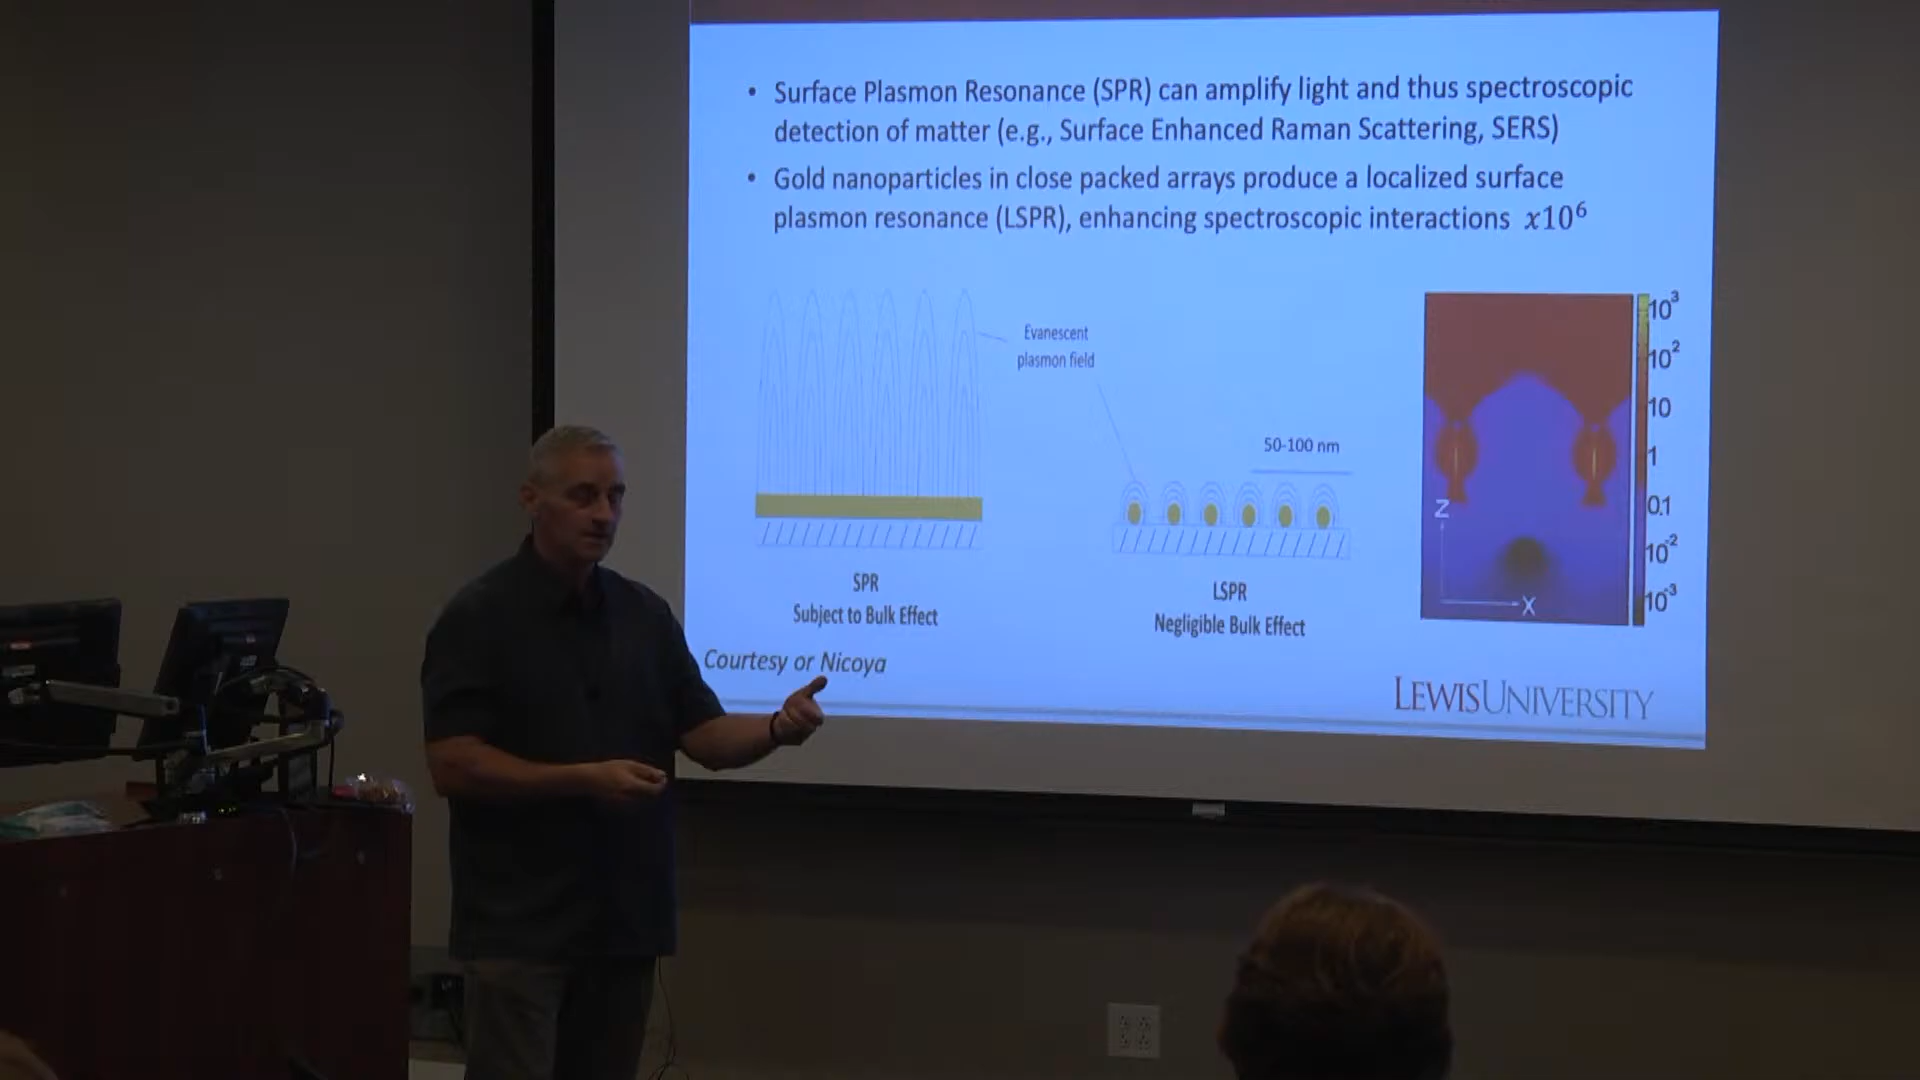 • Surface Plasmon Resonance (SPR) can amplify light and thus spectroscopic
detection of matter (e.g., Surface Enhanced Raman Scattering, SERS)
• Gold nanoparticles in close packed arrays produce a localized surface
plasmon resonance (LSPR), enhancing spectroscopic interactions x10⁶
Evanescent
plasmon field
50-100 nm
SPR
Subject to Bulk Effect
LSPR
Negligible Bulk Effect
Z
X
10³
10²
10
1
0.1
10⁻²
10⁻³
Courtesy or Nicoya
LEWIS UNIVERSITY